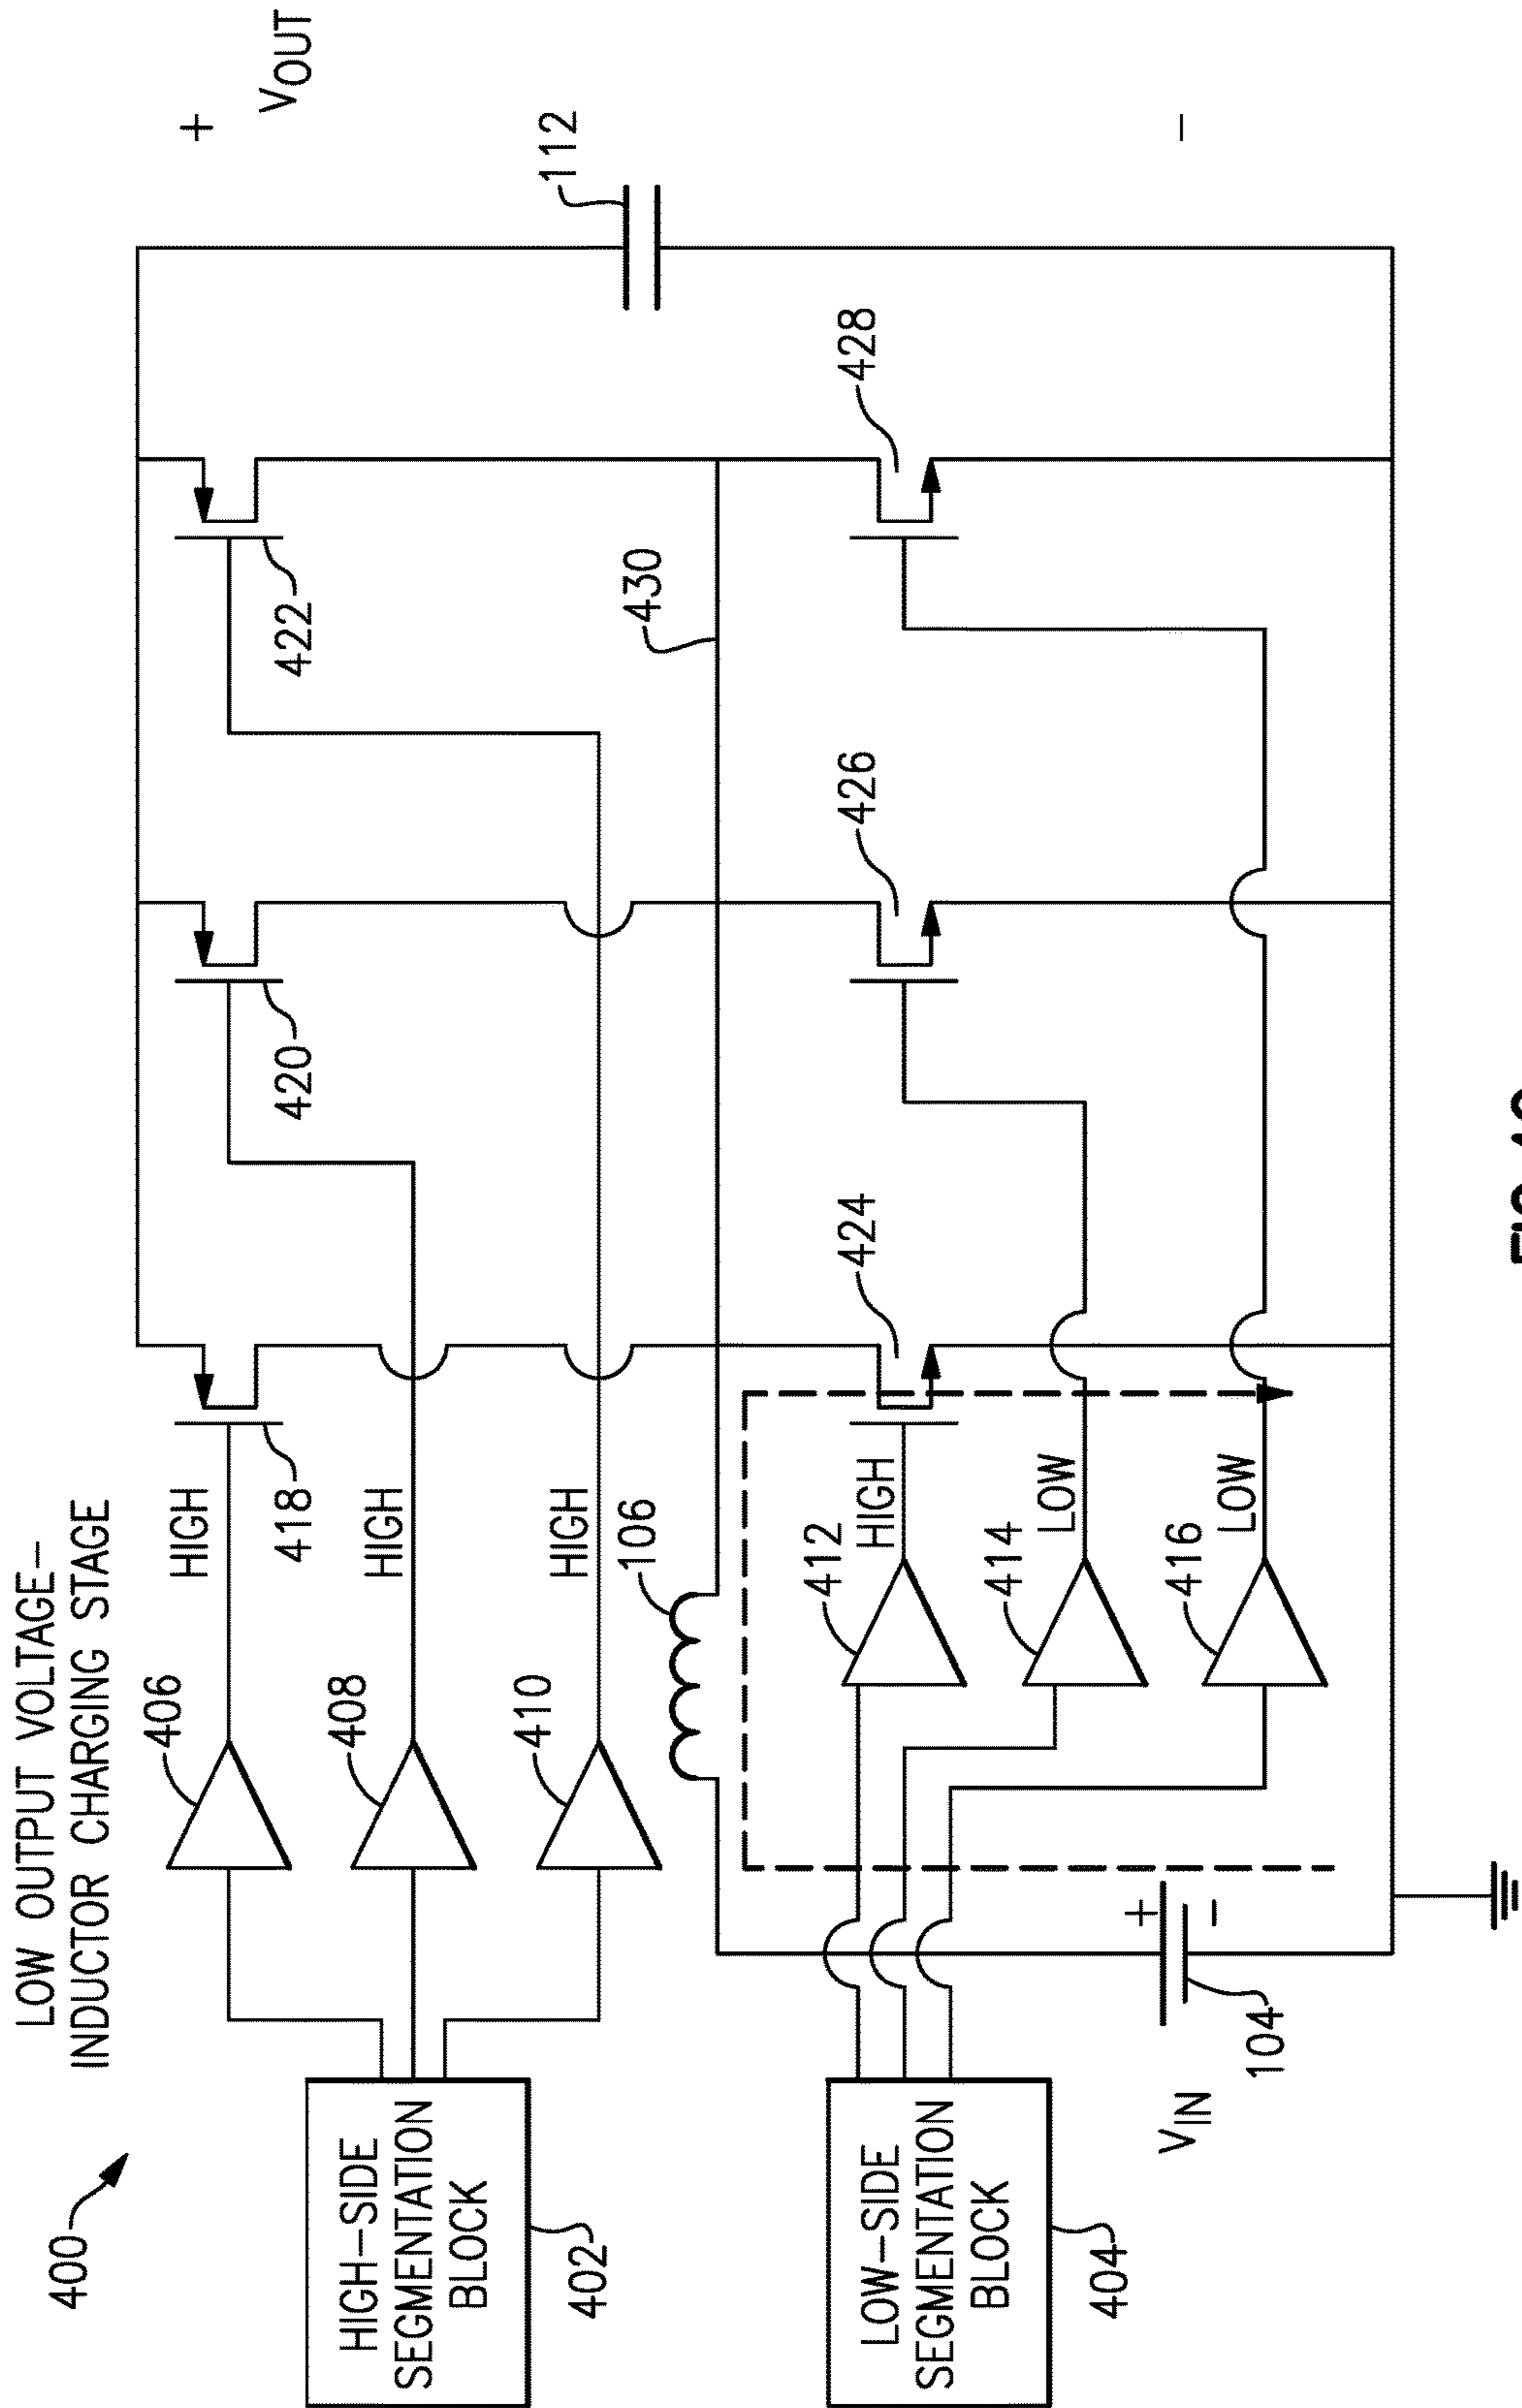 LOW OUTPUT VOLTAGE–
INDUCTOR CHARGING STAGE
400
HIGH–SIDE
SEGMENTATION
BLOCK
402
LOW–SIDE
SEGMENTATION
BLOCK
404
406
HIGH
408
HIGH
410
HIGH
418
420
422
106
430
412
HIGH
414
LOW
416
LOW
424
426
428
VIN
+
–
104
112
+
VOUT
–